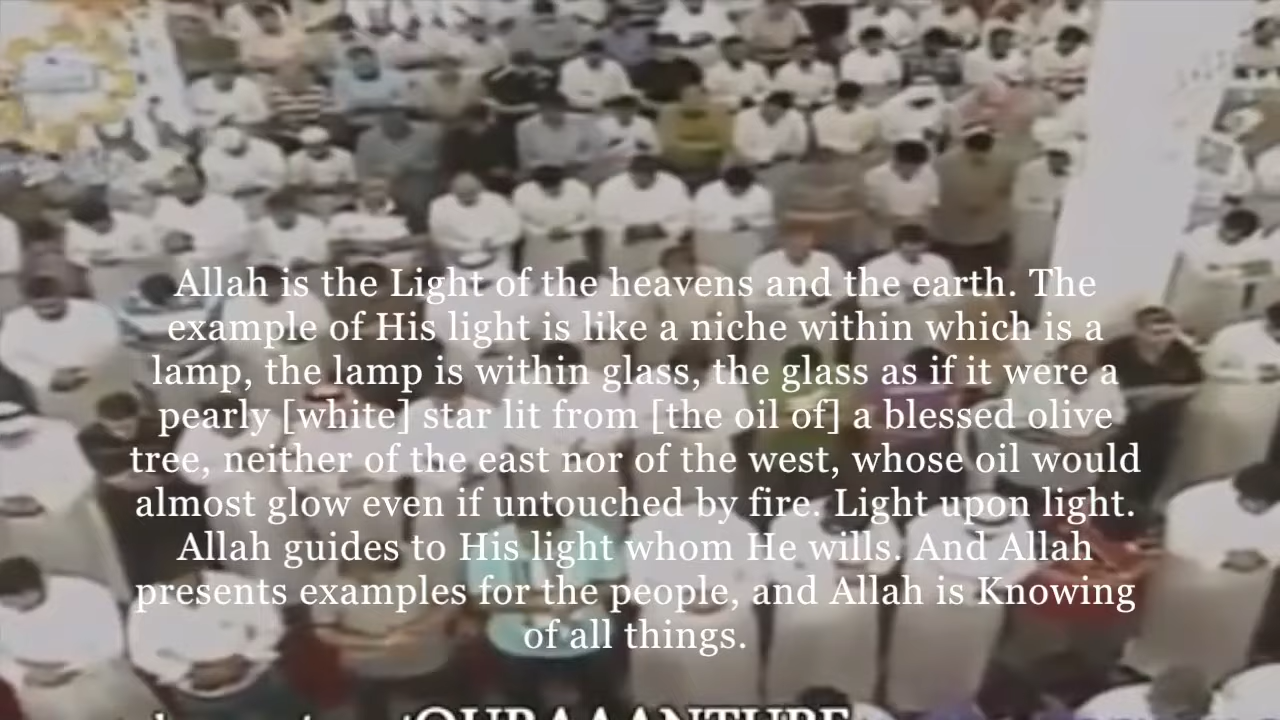 Allah is the Light of the heavens and the earth. The
example of His light is like a niche within which is a
lamp, the lamp is within glass, the glass as if it were a
pearly [white] star lit from [the oil of] a blessed olive
tree, neither of the east nor of the west, whose oil would
almost glow even if untouched by fire. Light upon light.
Allah guides to His light whom He wills. And Allah
presents examples for the people, and Allah is Knowing
of all things.